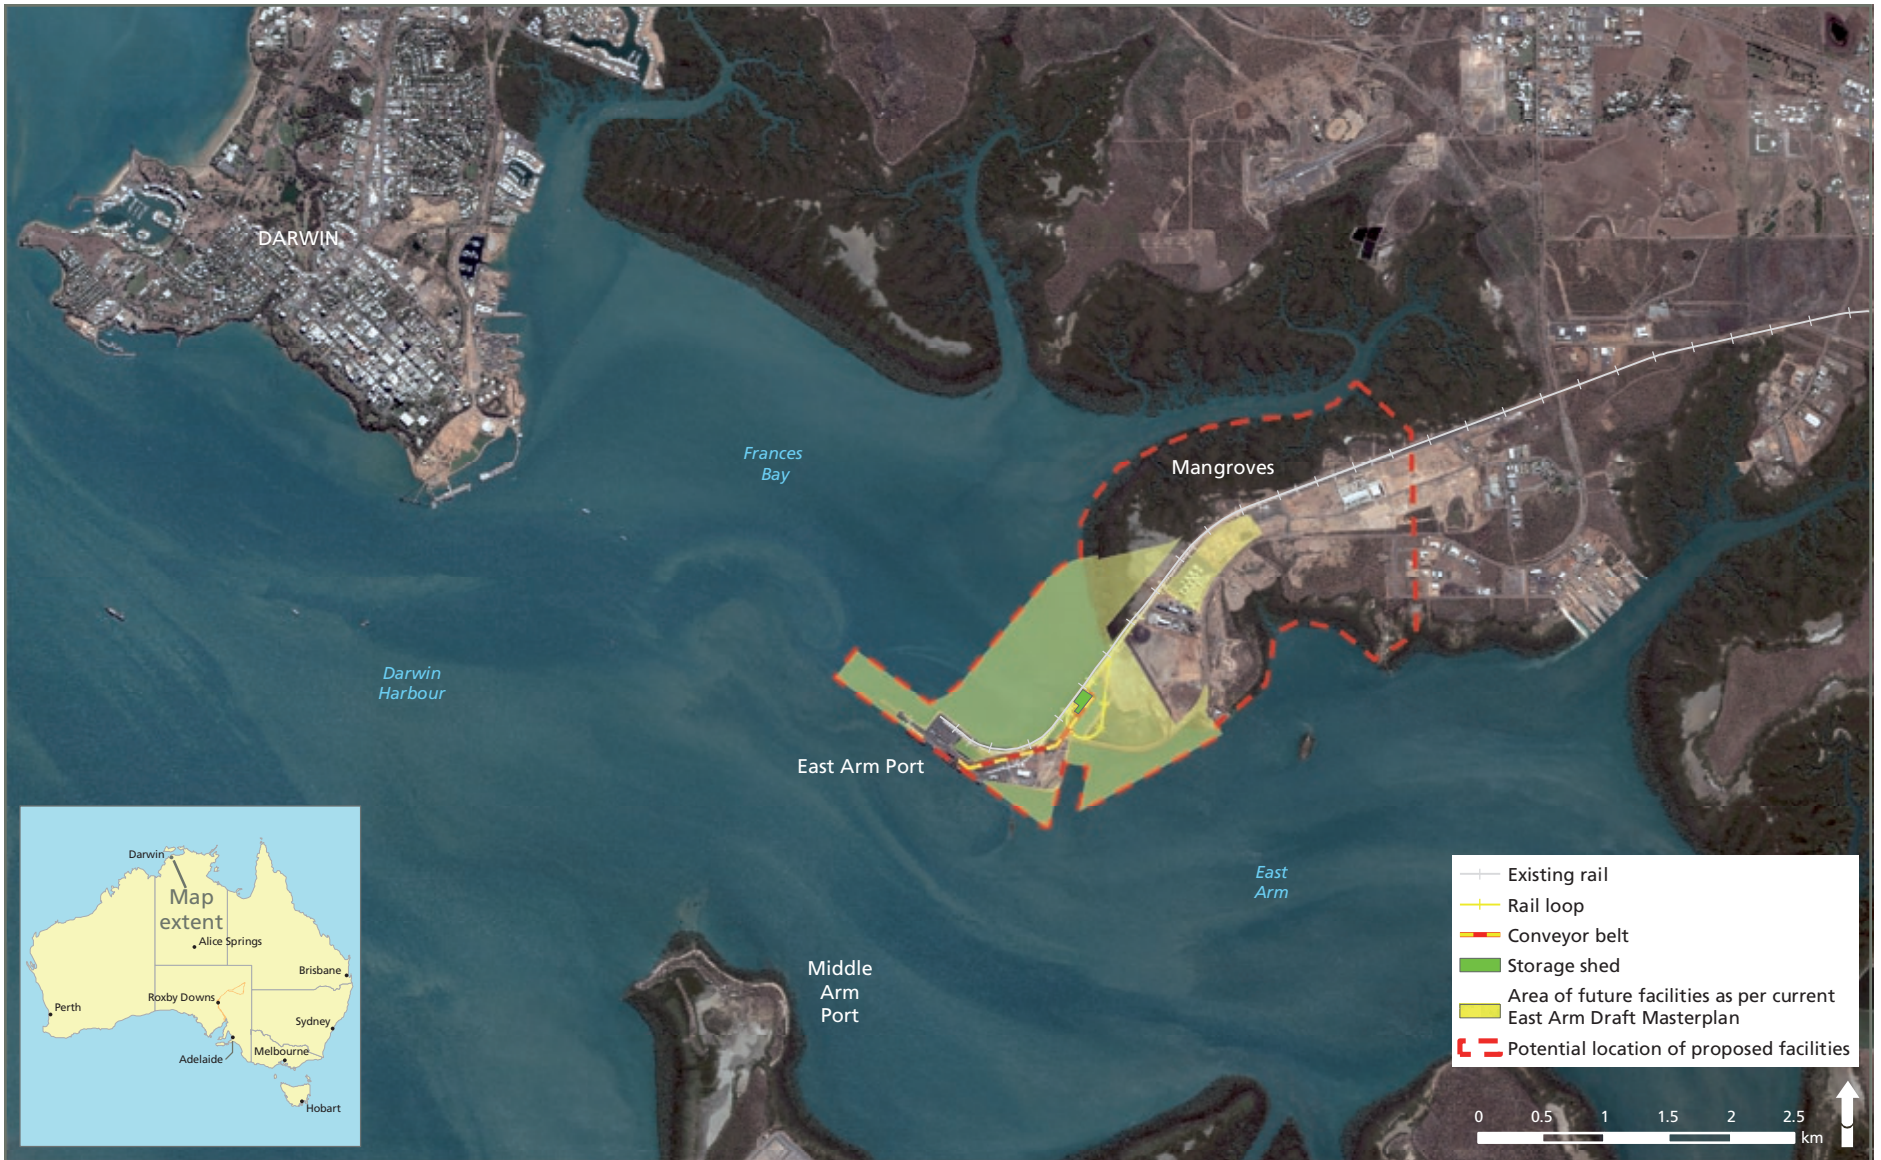 DARWIN
Frances
Bay
Mangroves
Darwin
Harbour
East Arm Port
East
Arm
Middle
Arm
Port
Darwin
Map
extent
Alice Springs
Brisbane
Roxby Downs
Perth
Sydney
Adelaide
Melbourne
Hobart
Existing rail
Rail loop
Conveyor belt
Storage shed
Area of future facilities as per current
East Arm Draft Masterplan
Potential location of proposed facilities
0 0.5 1 1.5 2 2.5
km